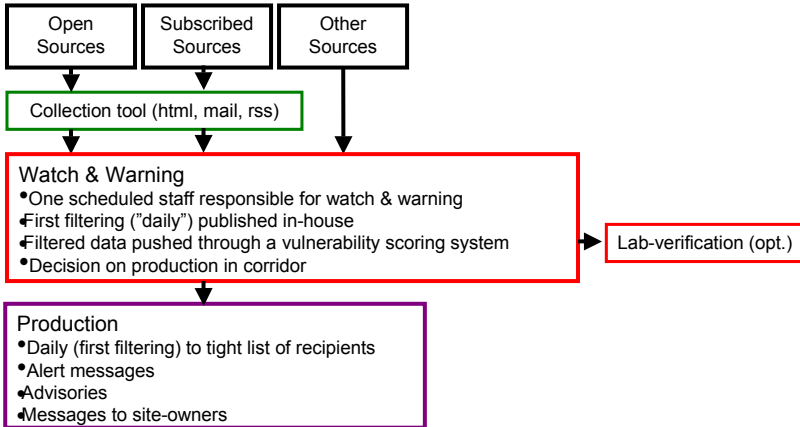 Open
Sources
Subscribed
Sources
Other
Sources
Collection tool (html, mail, rss)
Watch & Warning
•One scheduled staff responsible for watch & warning
•First filtering (”daily”) published in-house
•Filtered data pushed through a vulnerability scoring system
•Decision on production in corridor
Lab-verification (opt.)
Production
•Daily (first filtering) to tight list of recipients
•Alert messages
•Advisories
•Messages to site-owners